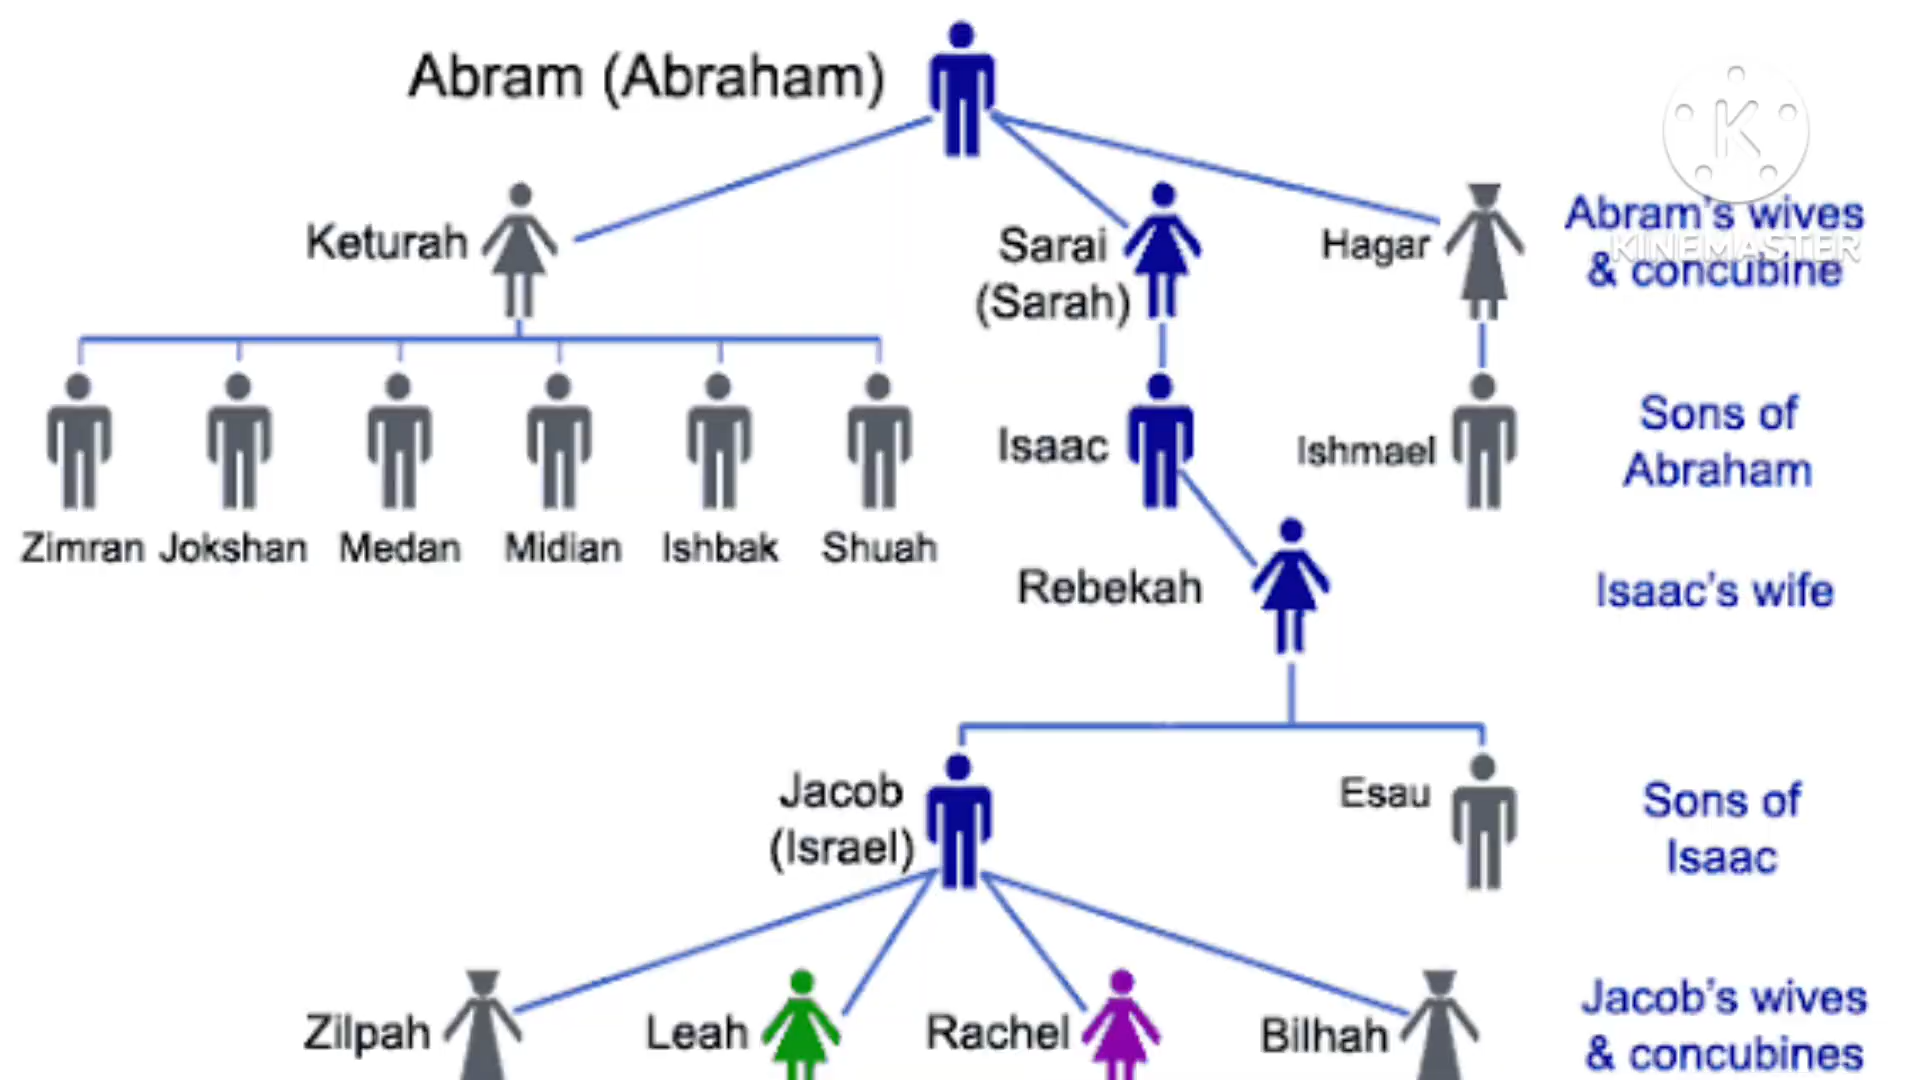 Abram (Abraham)
K
Keturah
Sarai
(Sarah)
Hagar
Abram's wives
& concubine
KINEMASTER
Isaac
Ishmael
Sons of
Abraham
Zimran Jokshan Medan Midian Ishbak Shuah
Rebekah
Isaac's wife
Jacob
(Israel)
Esau
Sons of
Isaac
Zilpah
Leah
Rachel
Bilhah
Jacob's wives
& concubines